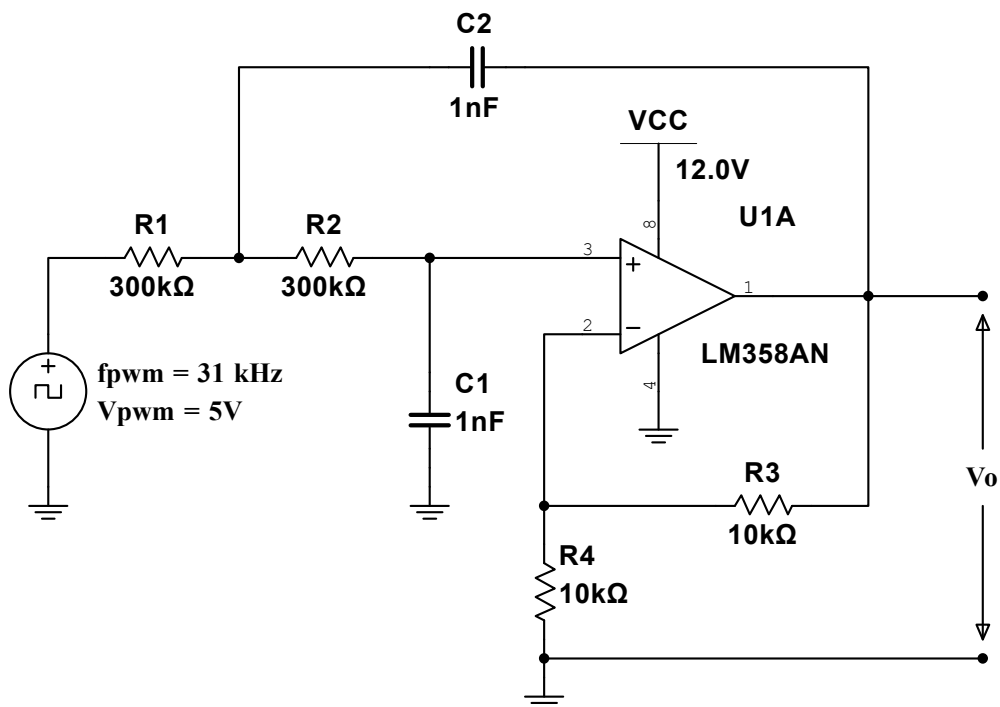 C2
1nF
VCC
12.0V
U1A
8
R1
300kΩ
R2
300kΩ
3
+
1
2
−
LM358AN
4
+
fpwm = 31 kHz
Vpwm = 5V
C1
1nF
R3
10kΩ
Vo
R4
10kΩ